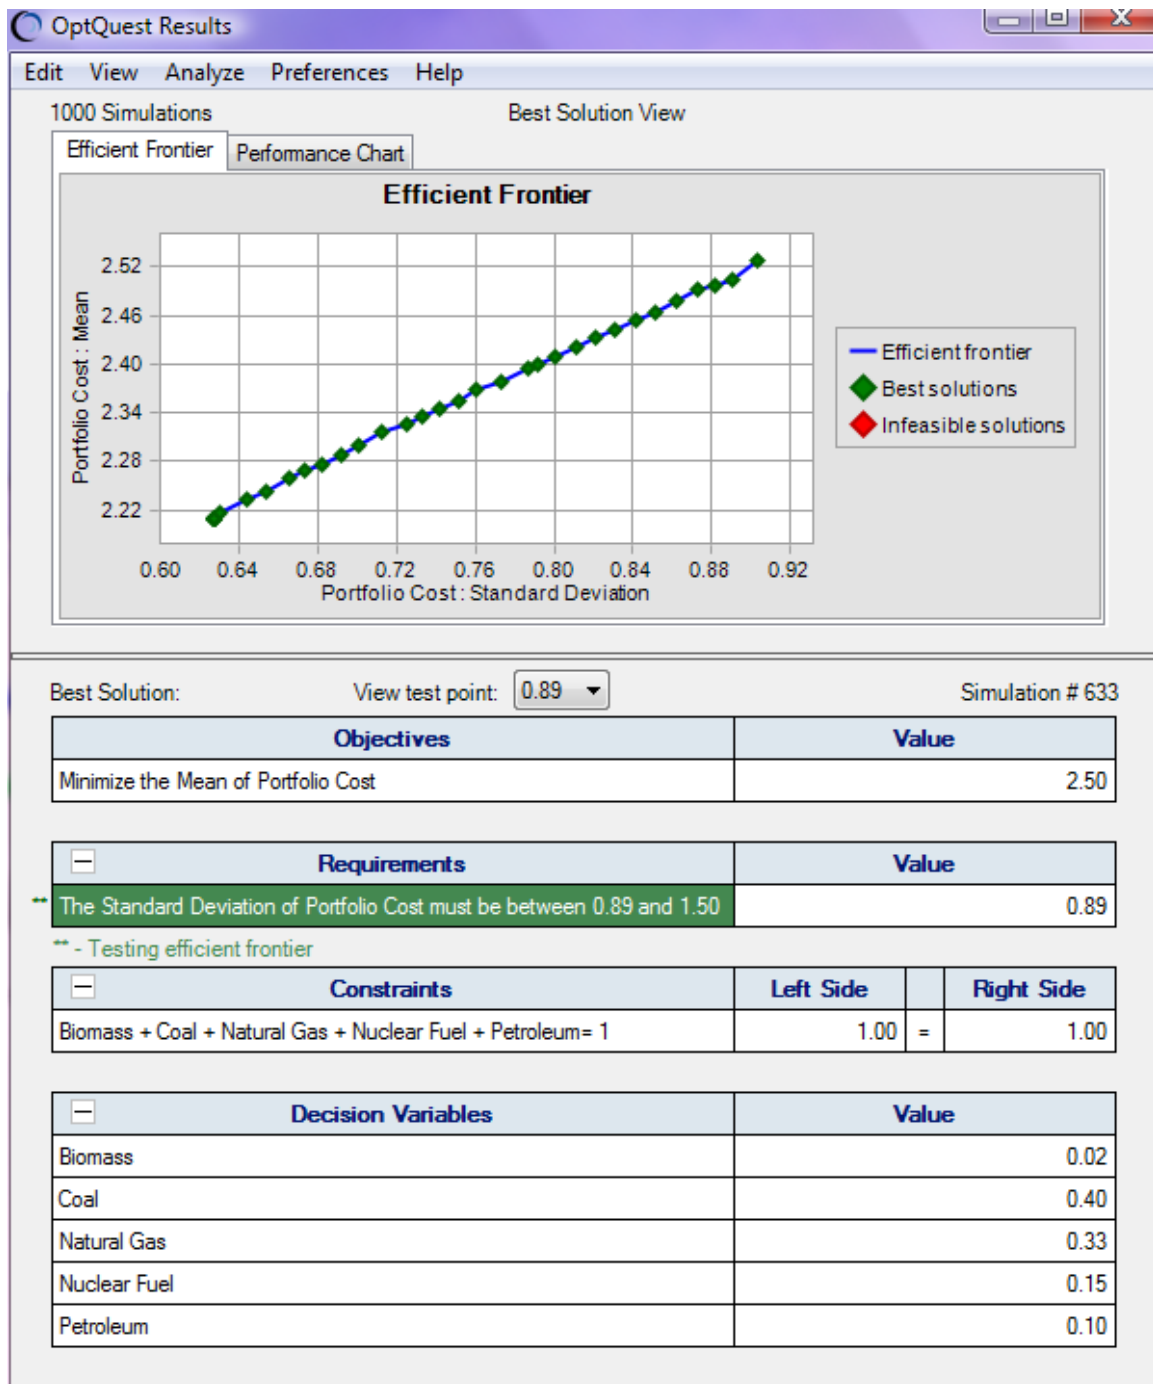 OptQuest Results
Edit View Analyze Preferences Help
1000 Simulations Best Solution View
Efficient Frontier Performance Chart
Efficient Frontier
Portfolio Cost : Mean
2.52
2.46
2.40
2.34
2.28
2.22
0.60 0.64 0.68 0.72 0.76 0.80 0.84 0.88 0.92
Portfolio Cost : Standard Deviation
Efficient frontier
Best solutions
Infeasible solutions
Best Solution: View test point: 0.89 Simulation # 633
Objectives Value
Minimize the Mean of Portfolio Cost 2.50
Requirements Value
** The Standard Deviation of Portfolio Cost must be between 0.89 and 1.50 0.89
** - Testing efficient frontier
Constraints Left Side Right Side
Biomass + Coal + Natural Gas + Nuclear Fuel + Petroleum= 1 1.00 = 1.00
Decision Variables Value
Biomass 0.02
Coal 0.40
Natural Gas 0.33
Nuclear Fuel 0.15
Petroleum 0.10